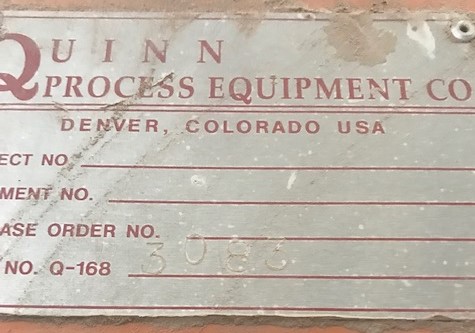 QUINN
PROCESS EQUIPMENT CO
DENVER, COLORADO USA
ECT NO.
MENT NO.
ASE ORDER NO.
NO. Q-168